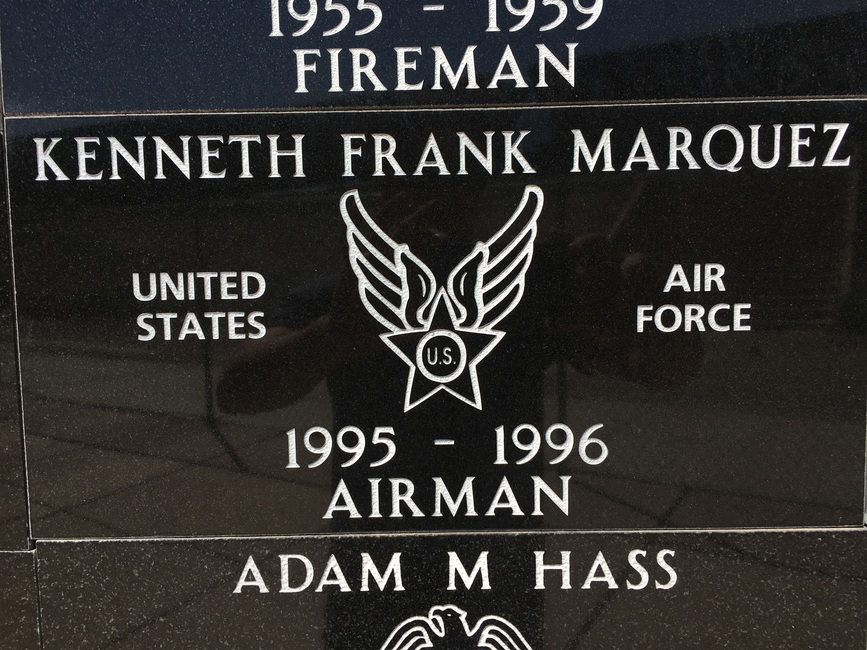 1955 - 1959
FIREMAN
KENNETH FRANK MARQUEZ
UNITED
STATES
U.S.
AIR
FORCE
1995 - 1996
AIRMAN
ADAM M HASS